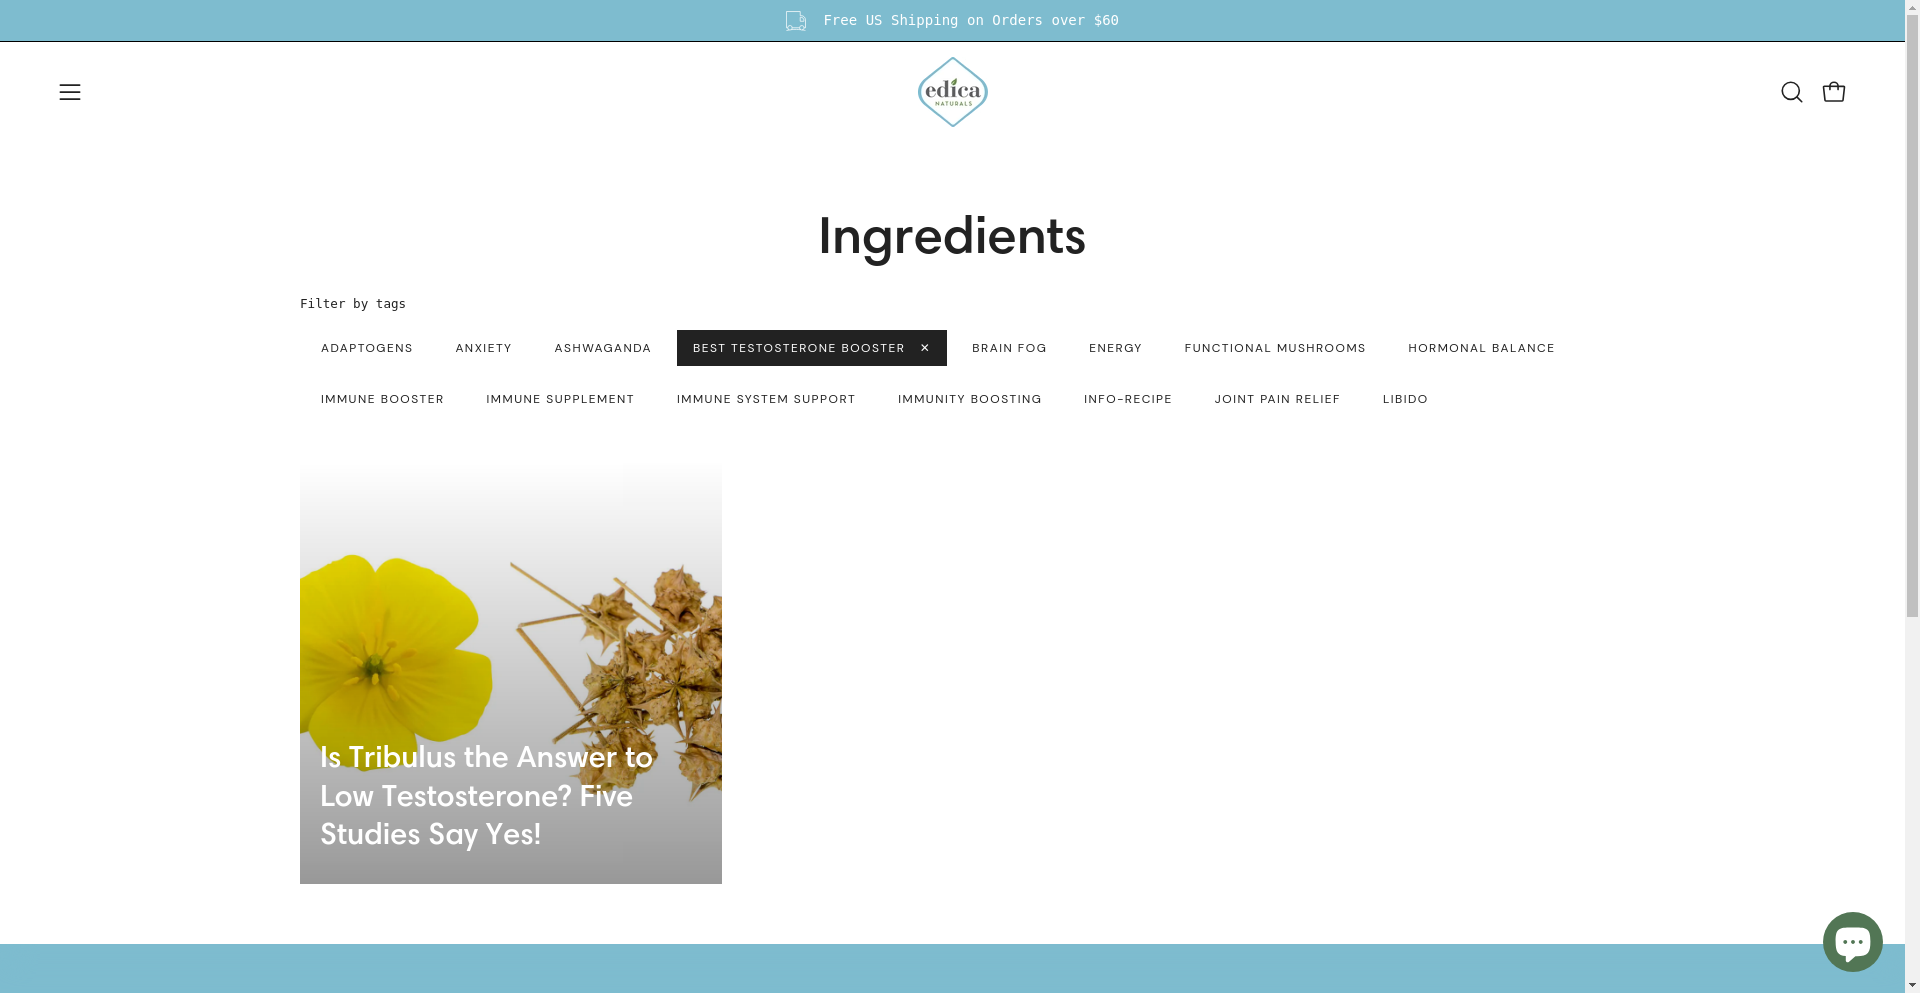 Free US Shipping on Orders over $60
edica
NATURALS
Ingredients
Filter by tags
ADAPTOGENS ANXIETY ASHWAGANDA BEST TESTOSTERONE BOOSTER × BRAIN FOG ENERGY FUNCTIONAL MUSHROOMS HORMONAL BALANCE
IMMUNE BOOSTER IMMUNE SUPPLEMENT IMMUNE SYSTEM SUPPORT IMMUNITY BOOSTING INFO-RECIPE JOINT PAIN RELIEF LIBIDO
Is Tribulus the Answer to
Low Testosterone? Five
Studies Say Yes!